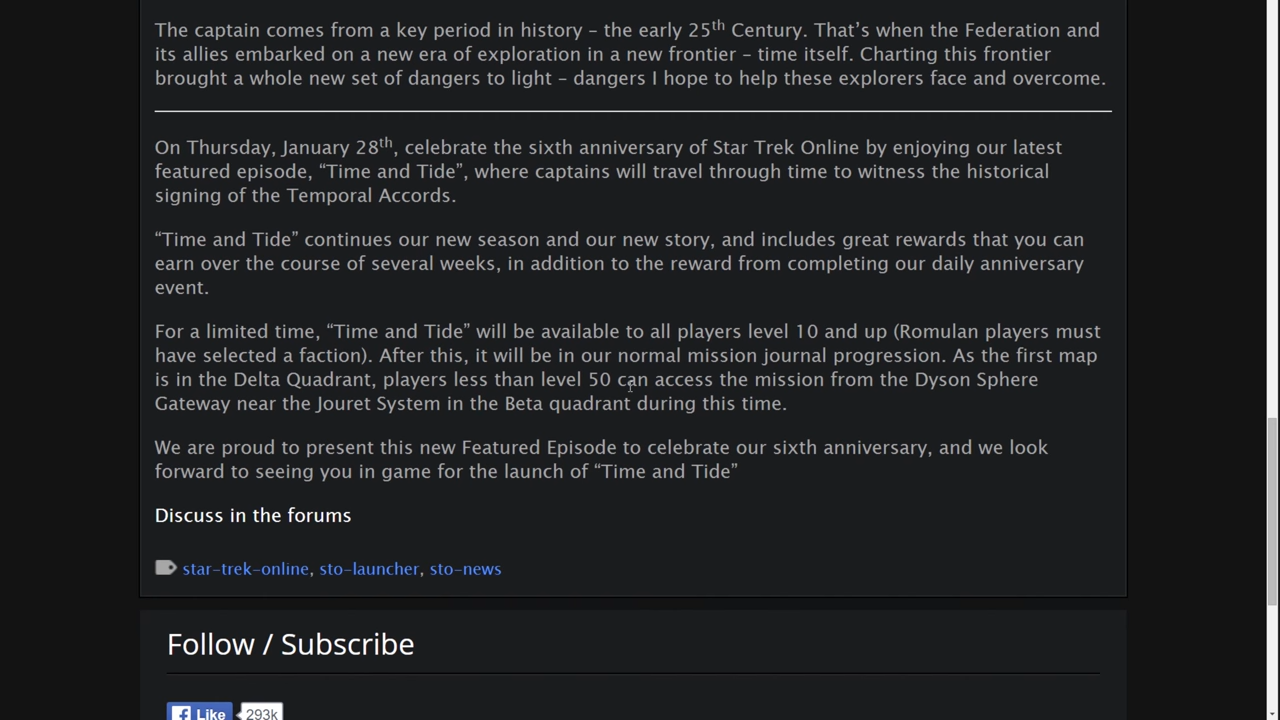 The captain comes from a key period in history – the early 25th Century. That’s when the Federation and
its allies embarked on a new era of exploration in a new frontier – time itself. Charting this frontier
brought a whole new set of dangers to light – dangers I hope to help these explorers face and overcome.
On Thursday, January 28th, celebrate the sixth anniversary of Star Trek Online by enjoying our latest
featured episode, “Time and Tide”, where captains will travel through time to witness the historical
signing of the Temporal Accords.
“Time and Tide” continues our new season and our new story, and includes great rewards that you can
earn over the course of several weeks, in addition to the reward from completing our daily anniversary
event.
For a limited time, “Time and Tide” will be available to all players level 10 and up (Romulan players must
have selected a faction). After this, it will be in our normal mission journal progression. As the first map
is in the Delta Quadrant, players less than level 50 can access the mission from the Dyson Sphere
Gateway near the Jouret System in the Beta quadrant during this time.
We are proud to present this new Featured Episode to celebrate our sixth anniversary, and we look
forward to seeing you in game for the launch of “Time and Tide”
Discuss in the forums
star-trek-online, sto-launcher, sto-news
Follow / Subscribe
Like 293k